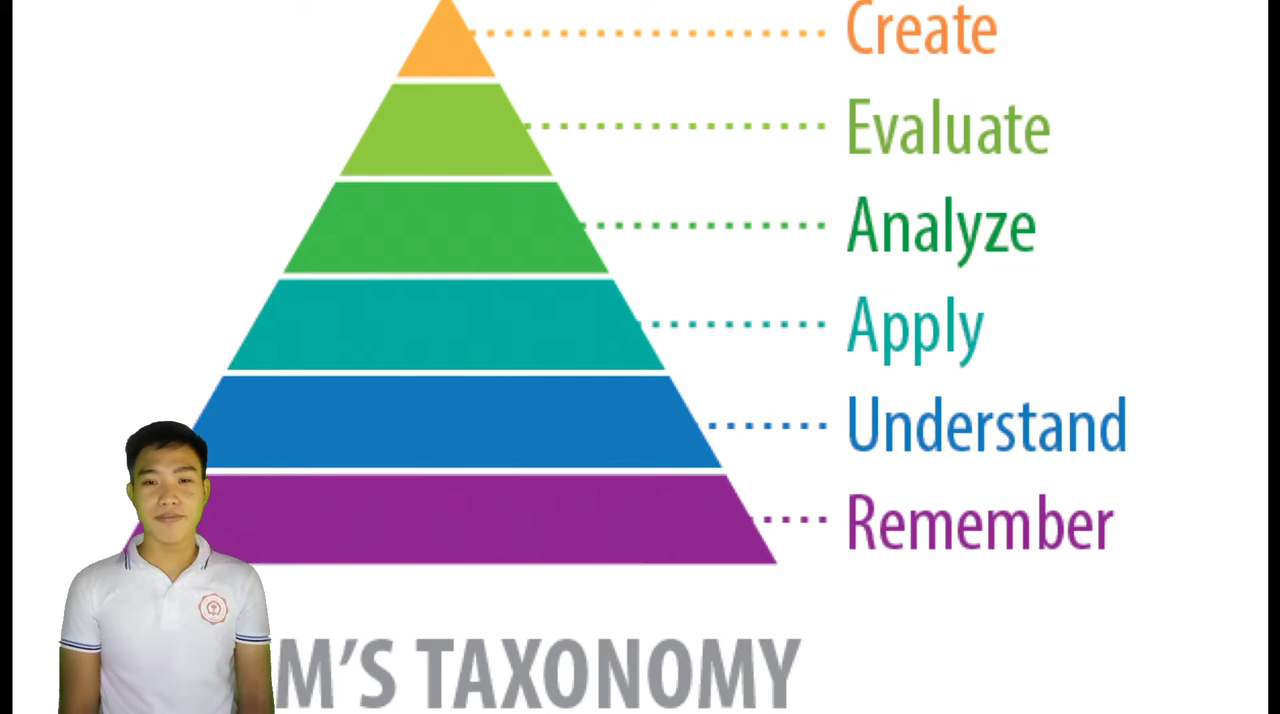 Create
Evaluate
Analyze
Apply
Understand
Remember
M'S TAXONOMY